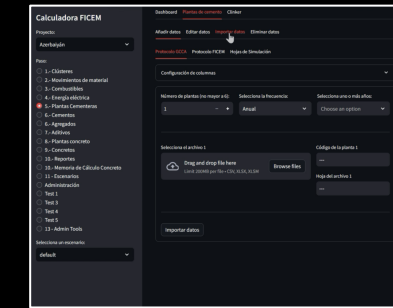 Calculadora FICEM
Proyecto:
Azerbaiyán
Paso:
1.- Clústeres
2.- Movimientos de material
3.- Combustibles
4.- Energía eléctrica
5.- Plantas Cementeras
6.- Cementos
6.- Agregados
7.- Aditivos
8.- Plantas concreto
9.- Concretos
10.- Reportes
10.- Memoria de Cálculo Concreto
11 - Escenarios
Administración
Test 1
Test 3
Test 4
Test 5
13 - Admin Tools
Selecciona un escenario:
default
Dashboard Plantas de cemento Clinker
Añadir datos Editar datos Importar datos Eliminar datos
Protocolo GCCA Protocolo FICEM Hojas de Simulación
Configuración de columnas
Número de plantas (no mayor a 6): Selecciona la frecuencia: Selecciona uno o más años:
1 - + Anual Choose an option
Selecciona el archivo 1 Código de la planta 1
Drag and drop file here
Limit 200MB per file • CSV, XLSX, XLSM
Browse files
---
Hoja del archivo 1
---
Importar datos